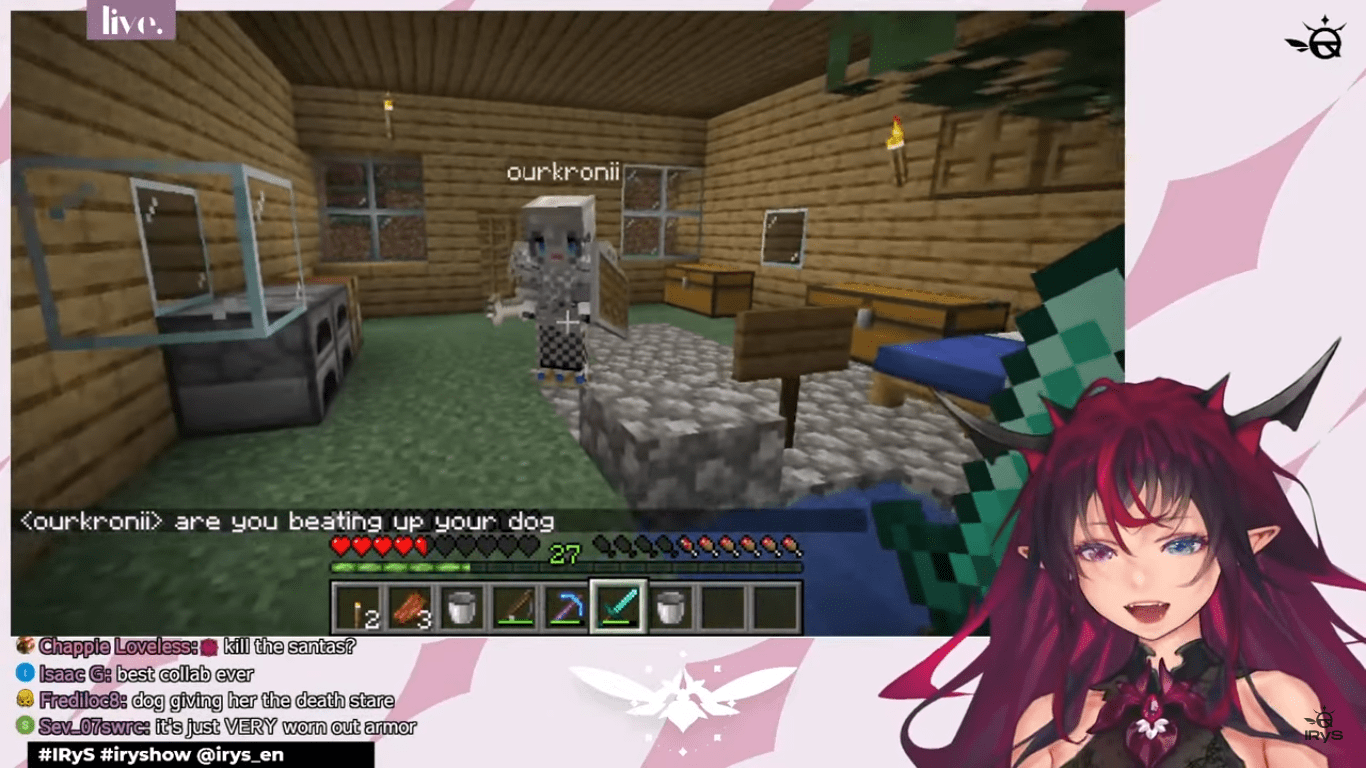 live.
ourkronii
<ourkronii> are you beating up your dog
27
2 3
Chappie Loveless: kill the santas?
Isaac G: best collab ever
Frediloc8: dog giving her the death stare
Sev_07swrc: it's just VERY worn out armor
#IRyS #iryshow @irys_en
IRyS